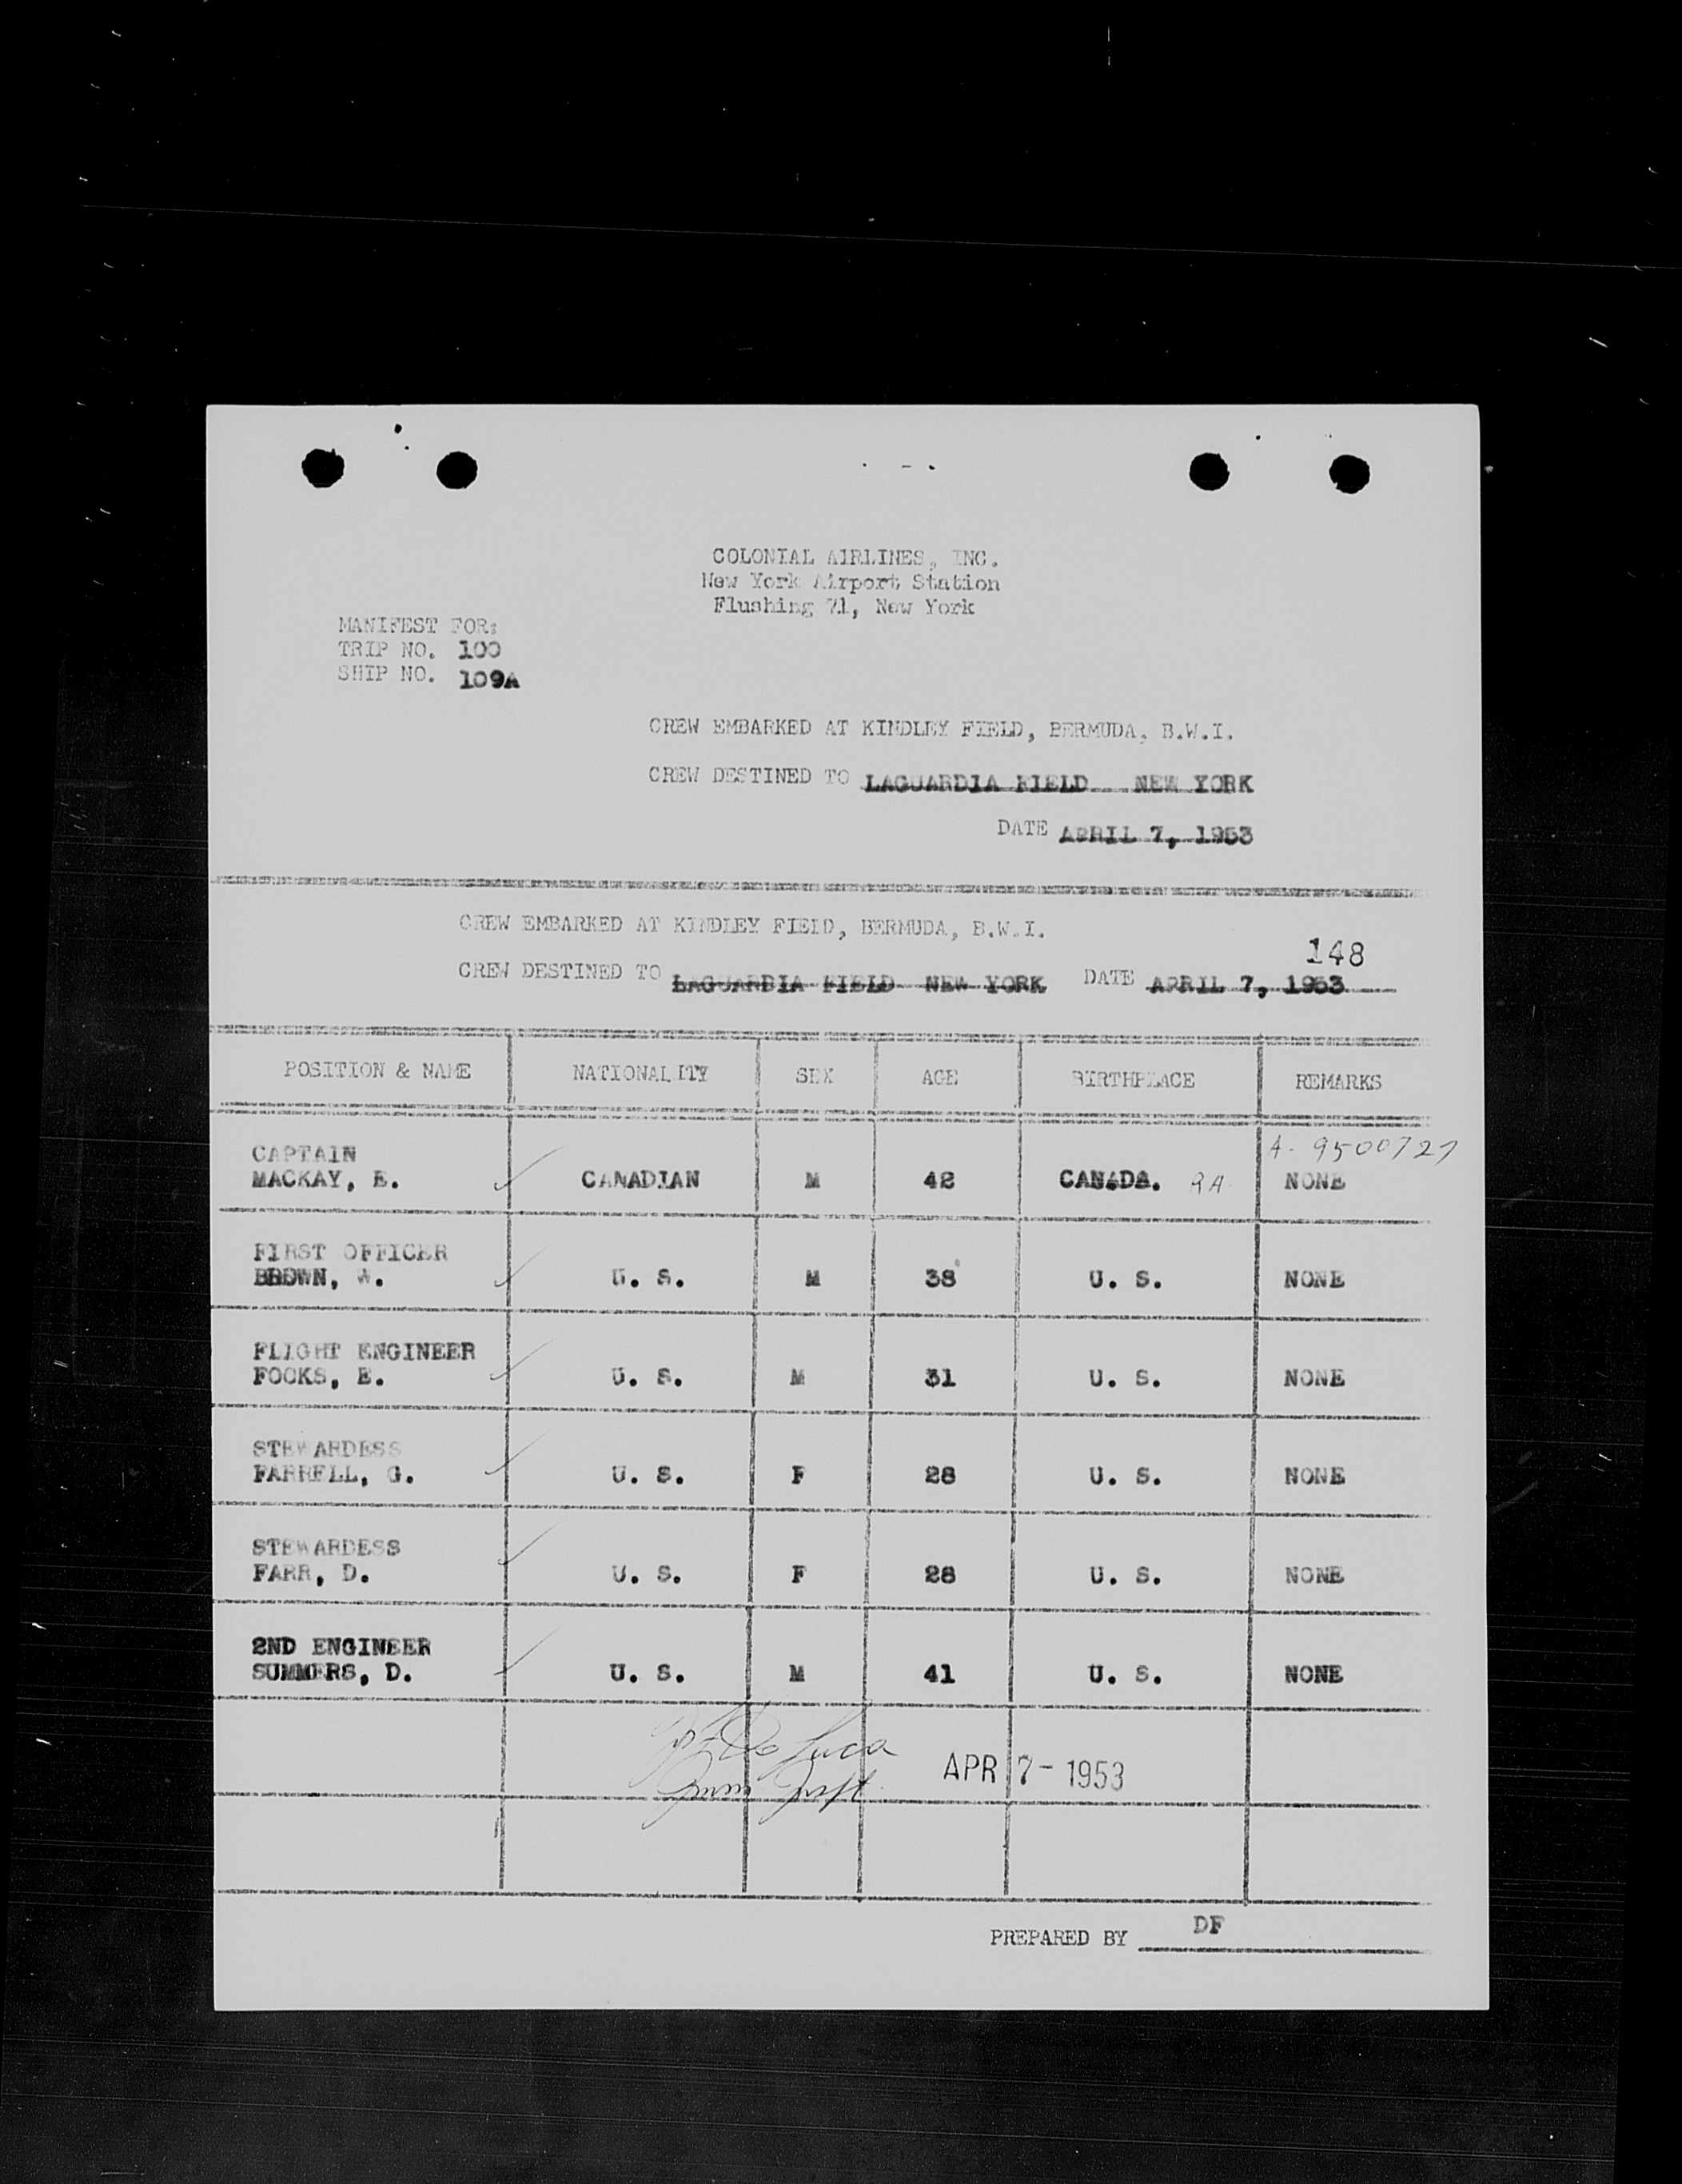 COLONIAL AIRLINES, INC.
New York Airport Station
Flushing 71, New York
MANIFEST FOR:
TRIP NO. 100
SHIP NO. 109A
CREW EMBARKED AT KINDLEY FIELD, BERMUDA, B.W.I.
CREW DESTINED TO LAGUARDIA FIELD NEW YORK
DATE APRIL 7, 1953
CREW EMBARKED AT KINDLEY FIELD, BERMUDA, B.W.I.
148
CREW DESTINED TO LAGUARDIA FIELD NEW YORK DATE APRIL 7, 1953
POSITION & NAME NATIONALITY SEX AGE BIRTHPLACE REMARKS
CAPTAIN A- 9500727
MACKAY, E. CANADIAN M 42 CANADA. RA NONE
FIRST OFFICER
BROWN, W. U. S. M 38 U. S. NONE
FLIGHT ENGINEER
FOCKS, E. U. S. M 31 U. S. NONE
STEWARDESS
FARRELL, G. U. S. F 28 U. S. NONE
STEWARDESS
FARR, D. U. S. F 28 U. S. NONE
2ND ENGINEER
SUMMERS, D. U. S. M 41 U. S. NONE
De Luca
APR 7- 1953
Imm Insp.
PREPARED BY DF